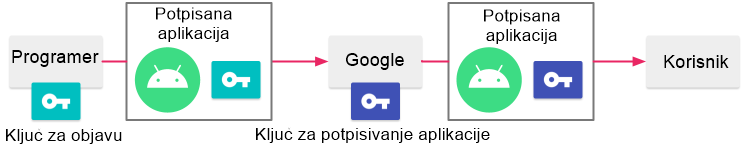 Potpisana
aplikacija
Potpisana
aplikacija
Programer
Google
Korisnik
Ključ za objavu
Ključ za potpisivanje aplikacije